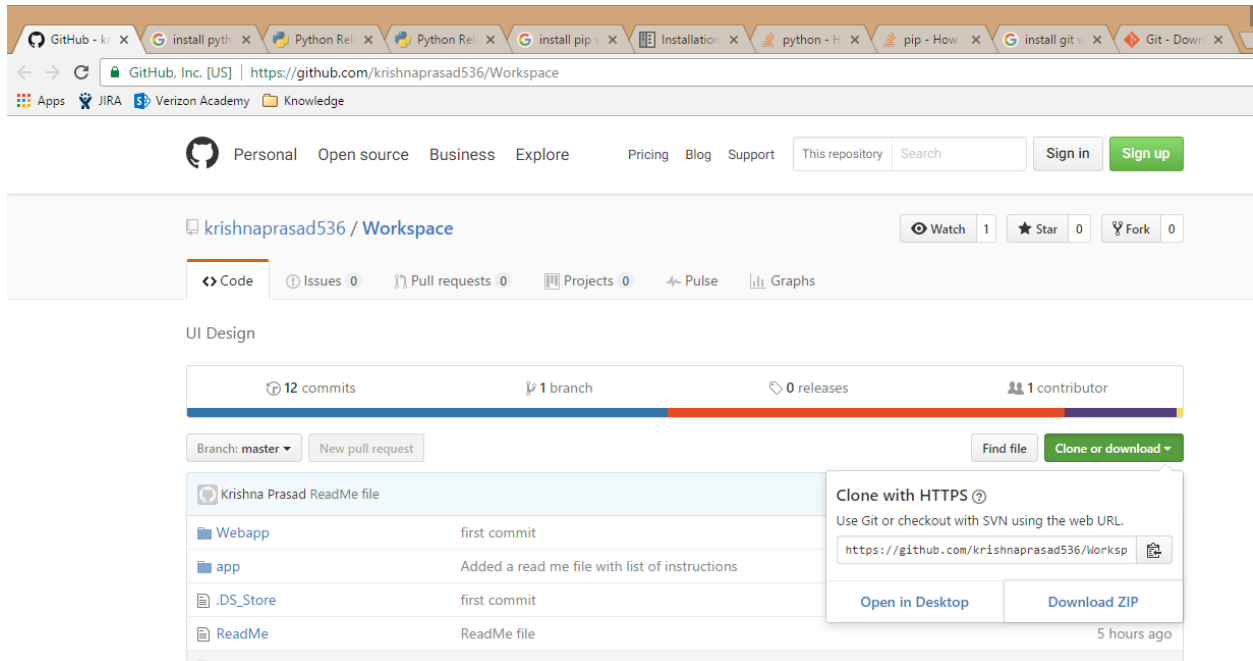 GitHub - kr install pyth Python Rel Python Rel install pip v Installation python - H pip - How install git v Git - Down
GitHub, Inc. [US] https://github.com/krishnaprasad536/Workspace
Apps JIRA Verizon Academy Knowledge
Personal Open source Business Explore Pricing Blog Support This repository Search Sign in Sign up
krishnaprasad536 / Workspace Watch 1 Star 0 Fork 0
Code Issues 0 Pull requests 0 Projects 0 Pulse Graphs
UI Design
12 commits 1 branch 0 releases 1 contributor
Branch: master New pull request Find file Clone or download
Krishna Prasad ReadMe file
Clone with HTTPS
Use Git or checkout with SVN using the web URL.
https://github.com/krishnaprasad536/Worksp
Open in Desktop Download ZIP
Webapp first commit
app Added a read me file with list of instructions
.DS_Store first commit
ReadMe ReadMe file 5 hours ago